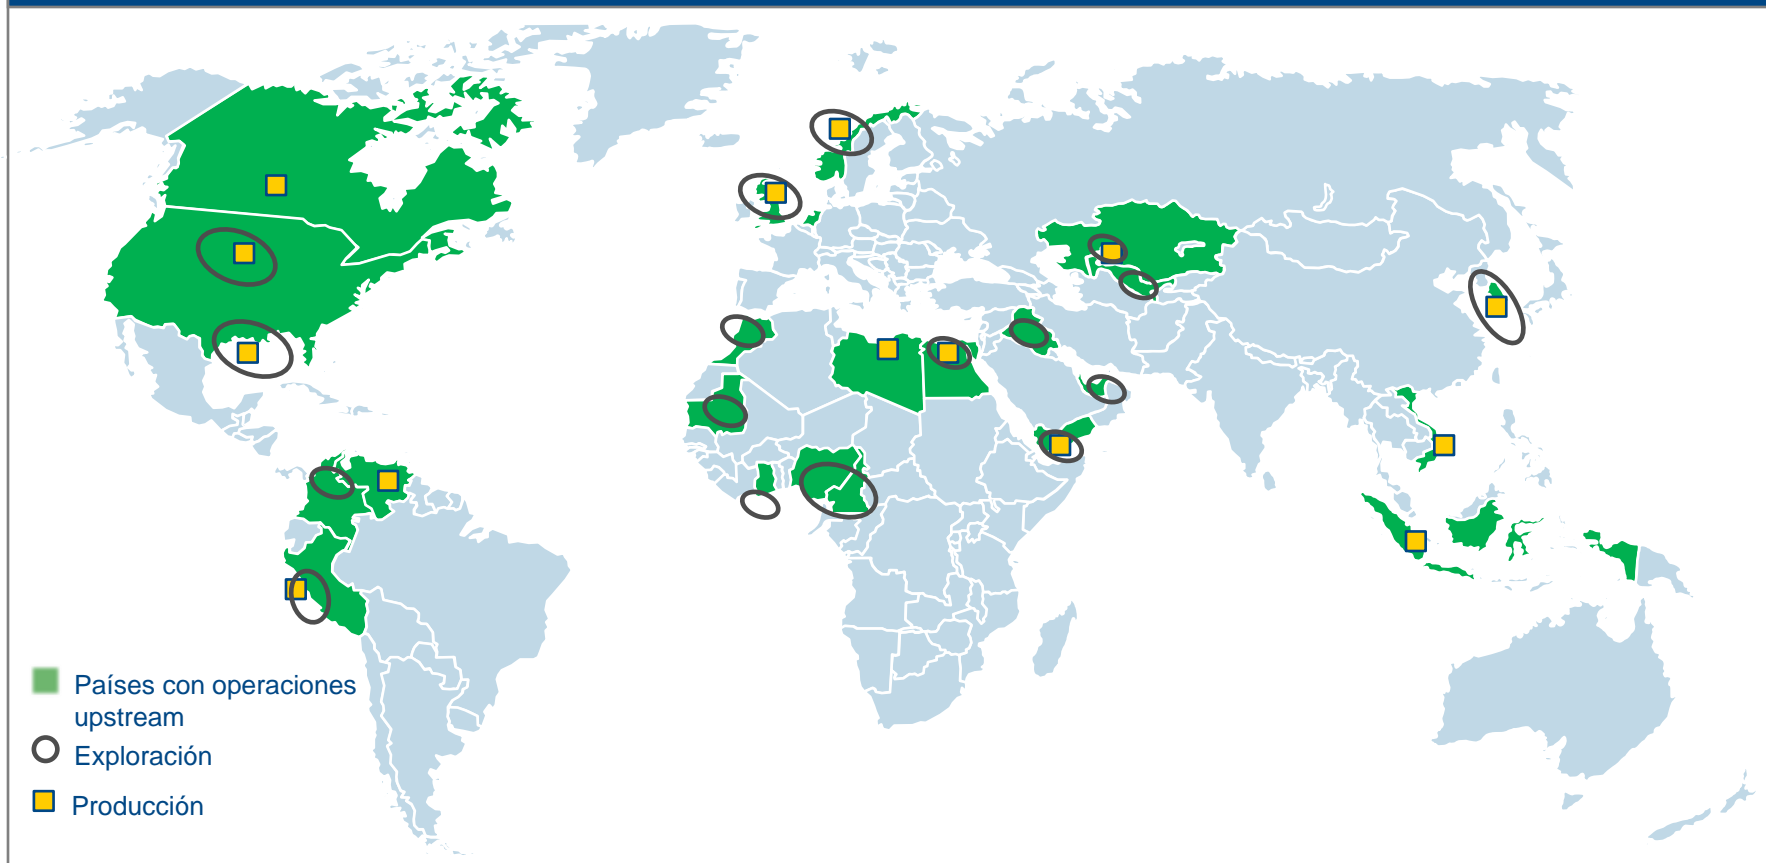 Países con operaciones
upstream
Exploración
Producción